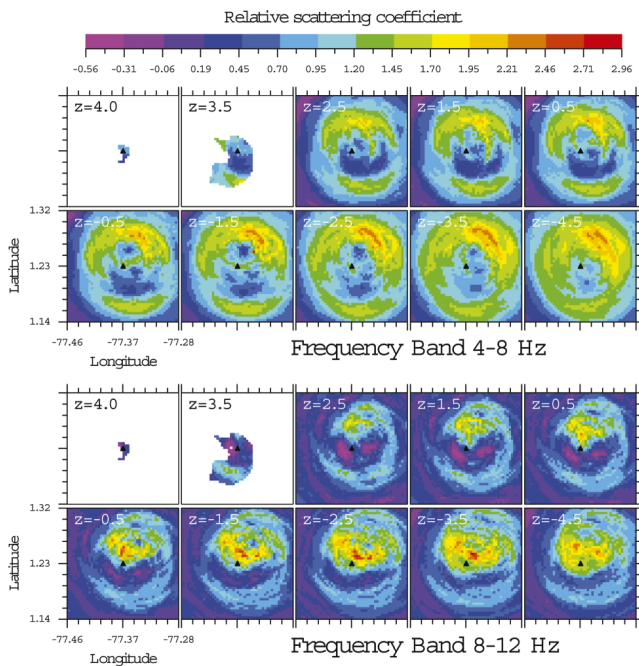 Relative scattering coefficient
-0.56 -0.31 -0.06 0.19 0.45 0.70 0.95 1.20 1.45 1.70 1.95 2.21 2.46 2.71 2.96
z=4.0 z=3.5 z=2.5 z=1.5 z=0.5
1.32
z=-0.5 z=-1.5 z=-2.5 z=-3.5 z=-4.5
Latitude
1.23
1.14
-77.46 -77.37 -77.28
Longitude
Frequency Band 4-8 Hz
z=4.0 z=3.5 z=2.5 z=1.5 z=0.5
1.32
z=-0.5 z=-1.5 z=-2.5 z=-3.5 z=-4.5
Latitude
1.23
1.14
-77.46 -77.37 -77.28
Longitude
Frequency Band 8-12 Hz